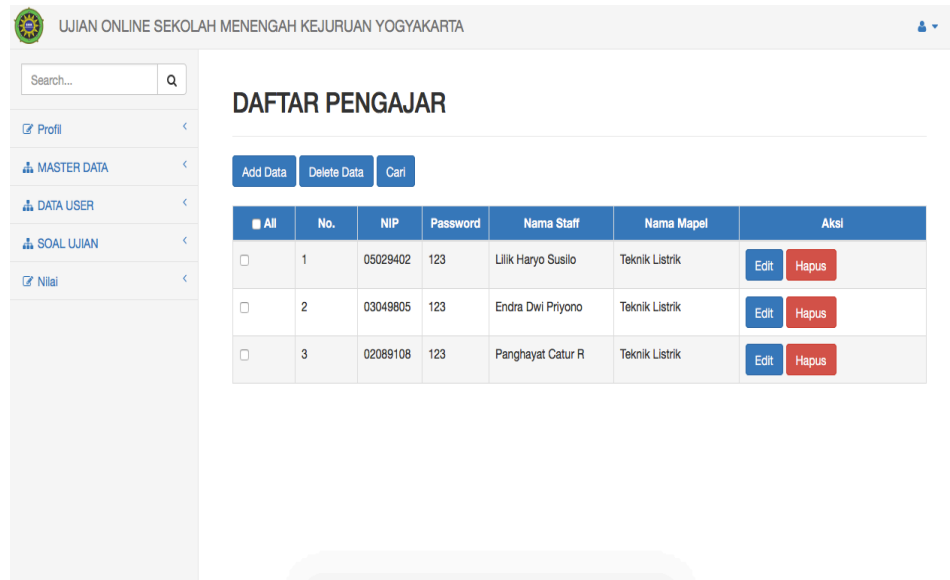 UJIAN ONLINE SEKOLAH MENENGAH KEJURUAN YOGYAKARTA
Search...
Profil
MASTER DATA
DATA USER
SOAL UJIAN
Nilai
DAFTAR PENGAJAR
Add Data Delete Data Cari
All No. NIP Password Nama Staff Nama Mapel Aksi
1 05029402 123 Lilik Haryo Susilo Teknik Listrik Edit Hapus
2 03049805 123 Endra Dwi Priyono Teknik Listrik Edit Hapus
3 02089108 123 Panghayat Catur R Teknik Listrik Edit Hapus